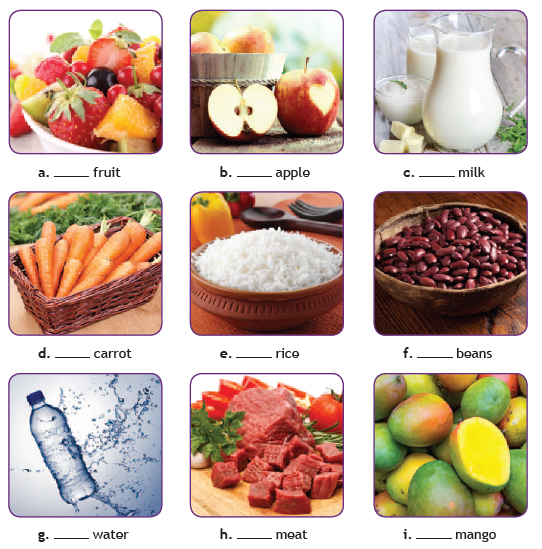 a. _____ fruit
b. _____ apple
c. _____ milk
d. _____ carrot
e. _____ rice
f. _____ beans
g. _____ water
h. _____ meat
i. _____ mango